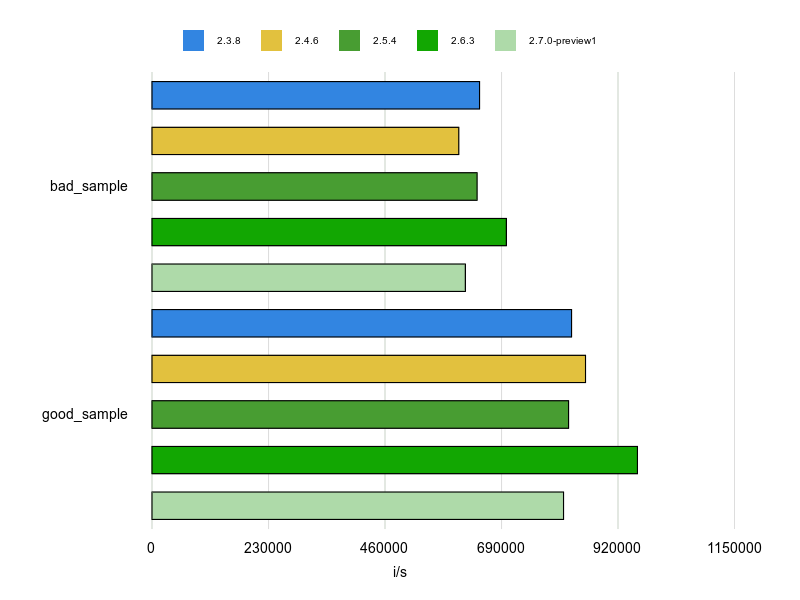 2.3.8 2.4.6 2.5.4 2.6.3 2.7.0-preview1
bad_sample
good_sample
0 230000 460000 690000 920000 1150000
i/s